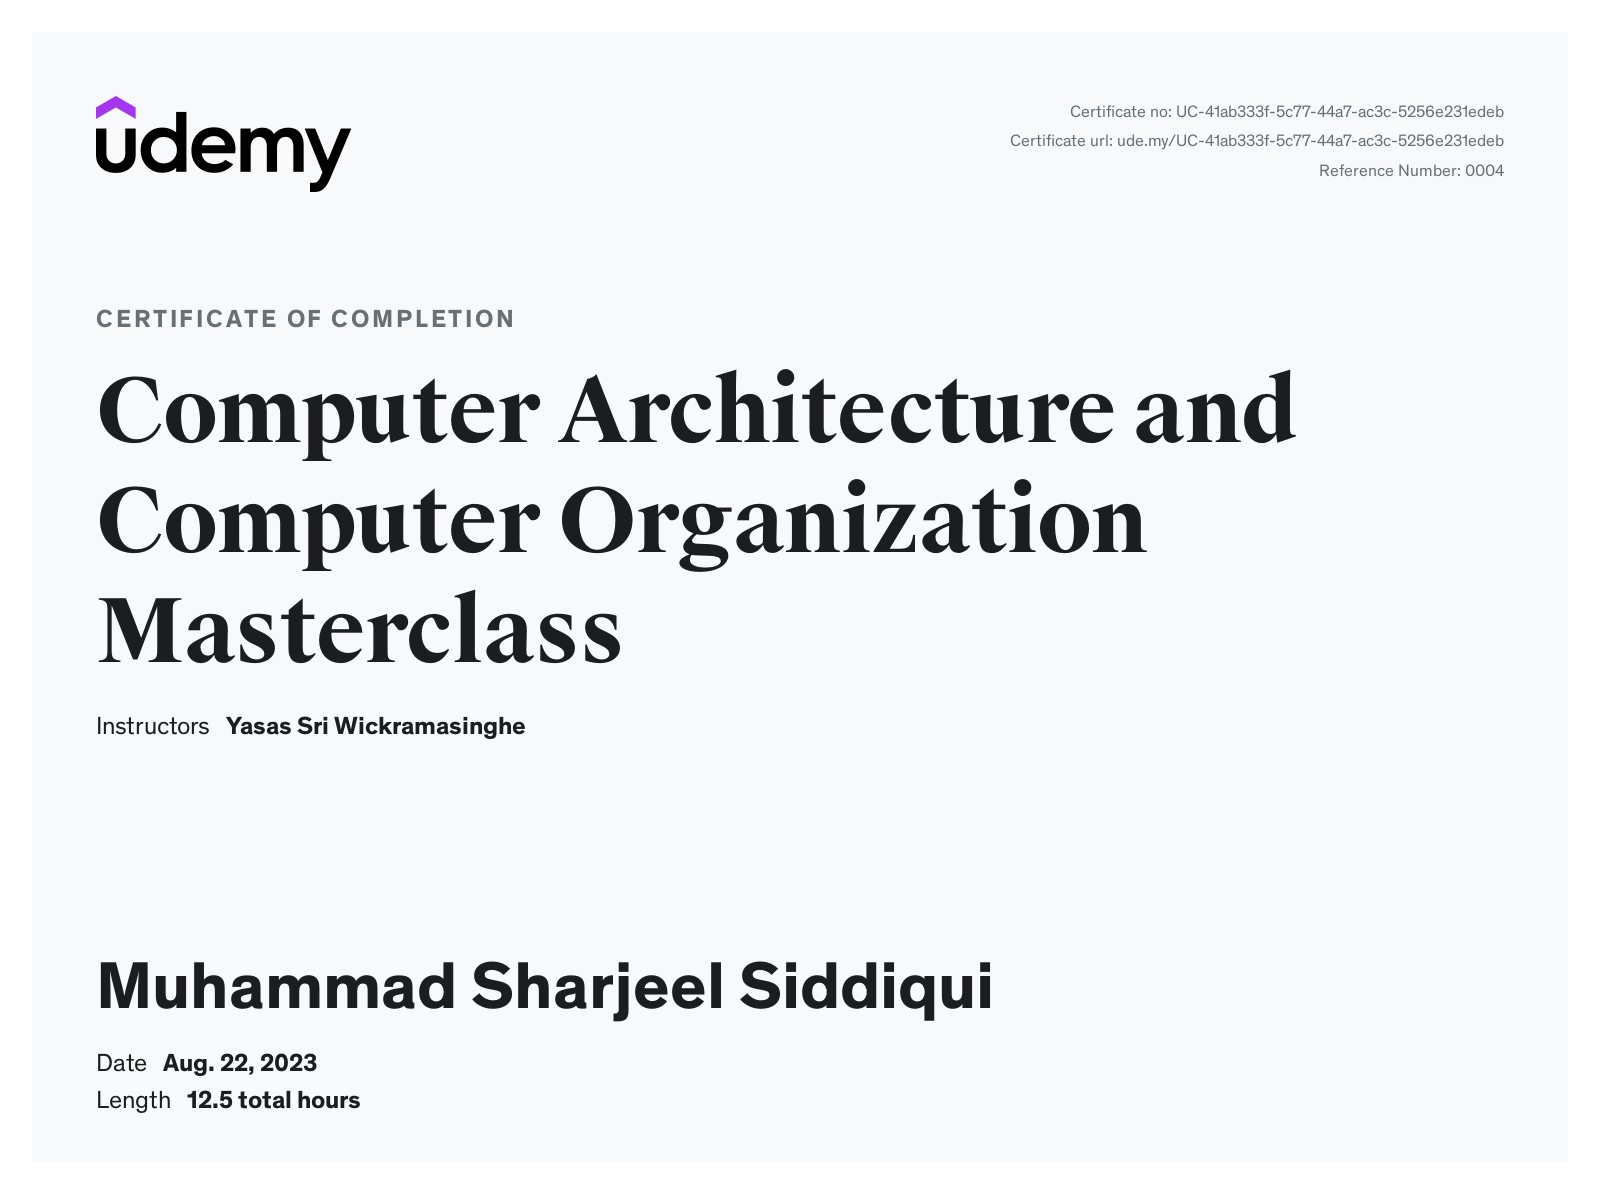 udemy
Certificate no: UC-41ab333f-5c77-44a7-ac3c-5256e231edeb
Certificate url: ude.my/UC-41ab333f-5c77-44a7-ac3c-5256e231edeb
Reference Number: 0004
CERTIFICATE OF COMPLETION
Computer Architecture and
Computer Organization
Masterclass
Instructors Yasas Sri Wickramasinghe
Muhammad Sharjeel Siddiqui
Date Aug. 22, 2023
Length 12.5 total hours